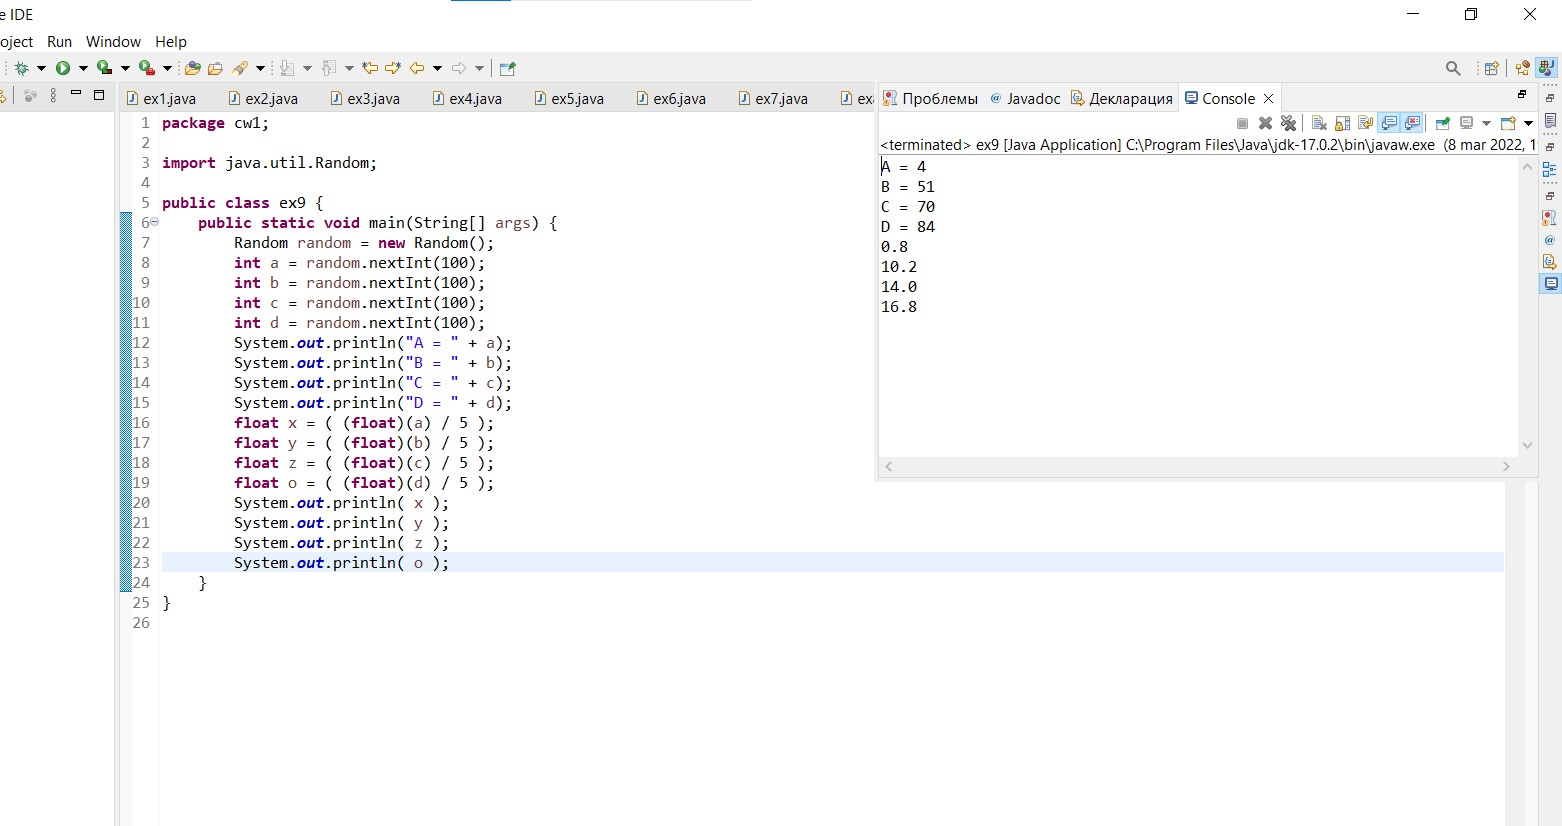 e IDE
oject Run Window Help
ex1.java ex2.java ex3.java ex4.java ex5.java ex6.java ex7.java ex
Проблемы @ Javadoc Декларация Console
<terminated> ex9 [Java Application] C:\Program Files\Java\jdk-17.0.2\bin\javaw.exe (8 mar 2022, 1
1 package cw1;
2
3 import java.util.Random;
4
5 public class ex9 {
6 public static void main(String[] args) {
7 Random random = new Random();
8 int a = random.nextInt(100);
9 int b = random.nextInt(100);
10 int c = random.nextInt(100);
11 int d = random.nextInt(100);
12 System.out.println("A = " + a);
13 System.out.println("B = " + b);
14 System.out.println("C = " + c);
15 System.out.println("D = " + d);
16 float x = ( (float)(a) / 5 );
17 float y = ( (float)(b) / 5 );
18 float z = ( (float)(c) / 5 );
19 float o = ( (float)(d) / 5 );
20 System.out.println( x );
21 System.out.println( y );
22 System.out.println( z );
23 System.out.println( o );
24 }
25 }
26
A = 4
B = 51
C = 70
D = 84
0.8
10.2
14.0
16.8